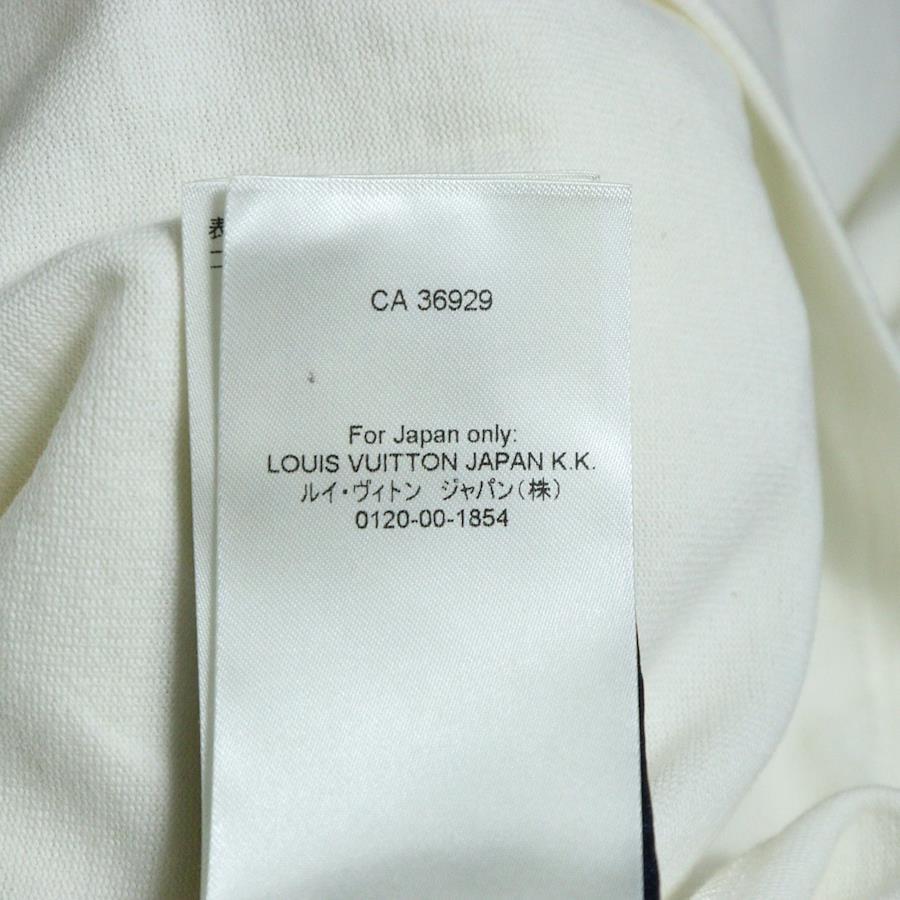 表
CA 36929
For Japan only:
LOUIS VUITTON JAPAN K.K.
ルイ・ヴィトン ジャパン(株)
0120-00-1854